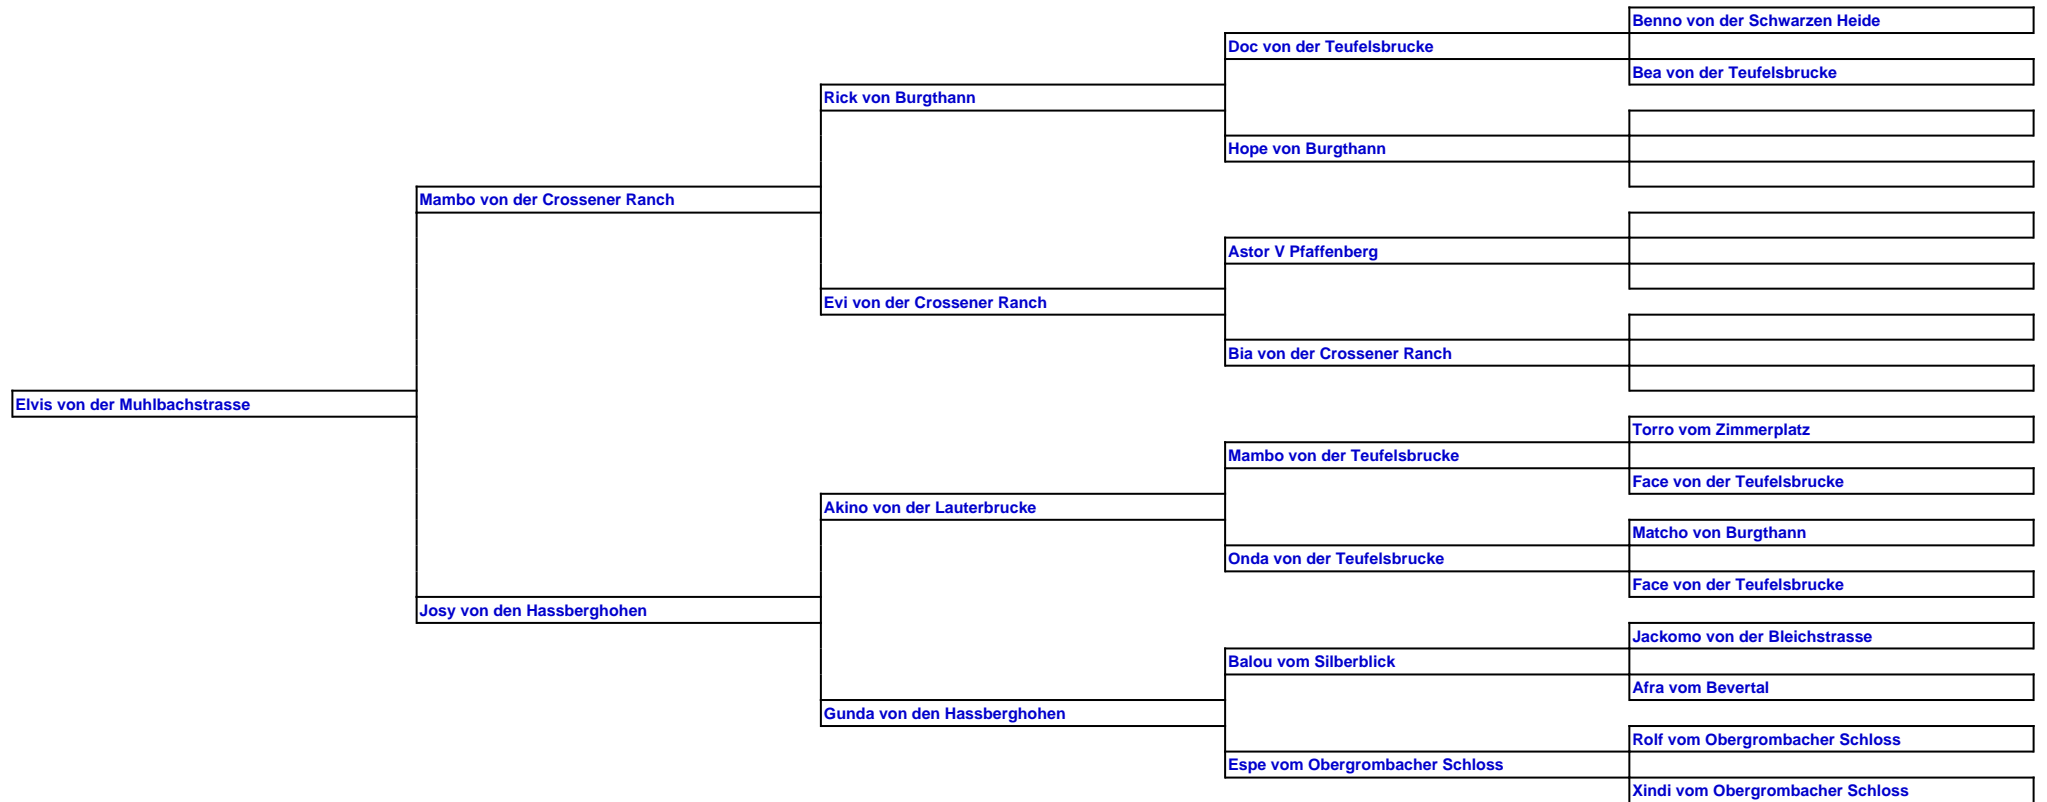 Benno von der Schwarzen Heide
Doc von der Teufelsbrucke
Bea von der Teufelsbrucke
Rick von Burgthann
Hope von Burgthann
Mambo von der Crossener Ranch
Astor V Pfaffenberg
Evi von der Crossener Ranch
Bia von der Crossener Ranch
Elvis von der Muhlbachstrasse
Torro vom Zimmerplatz
Mambo von der Teufelsbrucke
Face von der Teufelsbrucke
Akino von der Lauterbrucke
Matcho von Burgthann
Onda von der Teufelsbrucke
Face von der Teufelsbrucke
Josy von den Hassberghohen
Jackomo von der Bleichstrasse
Balou vom Silberblick
Afra vom Bevertal
Gunda von den Hassberghohen
Rolf vom Obergrombacher Schloss
Espe vom Obergrombacher Schloss
Xindi vom Obergrombacher Schloss